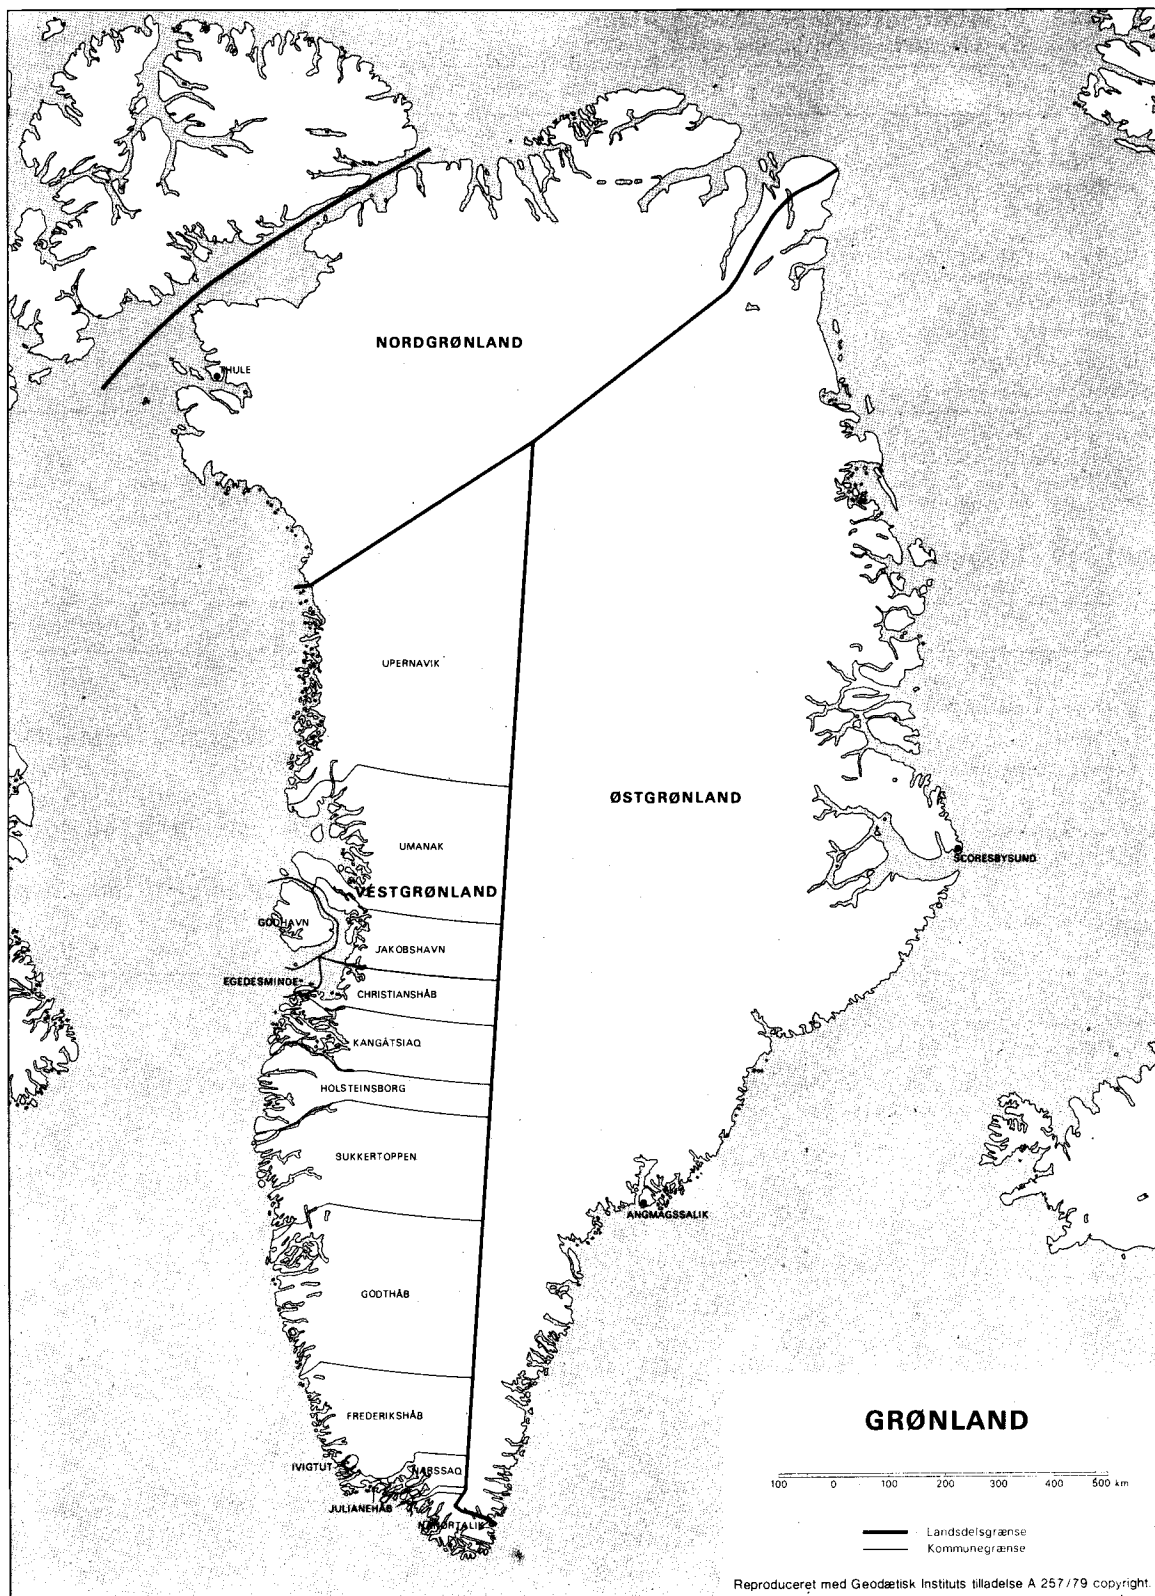 NORDGRØNLAND
THULE
UPERNAVIK
ØSTGRØNLAND
UMANAK
SCORESBYSUND
VESTGRØNLAND
GODHAVN
JAKOBSHAVN
EGEDESMINDE
CHRISTIANSHÅB
KANGÅTSIAQ
HOLSTEINSBORG
SUKKERTOPPEN
ANGMAGSSALIK
GODTHÅB
FREDERIKSHÅB
GRØNLAND
IVIGTUT
NARSSAQ
100 0 100 200 300 400 500 km
JULIANEHÅB
NANORTALIK
Landsdelsgrænse
Kommunegrænse
Reproduceret med Geodætisk Instituts tilladelse A 257/79 copyright.